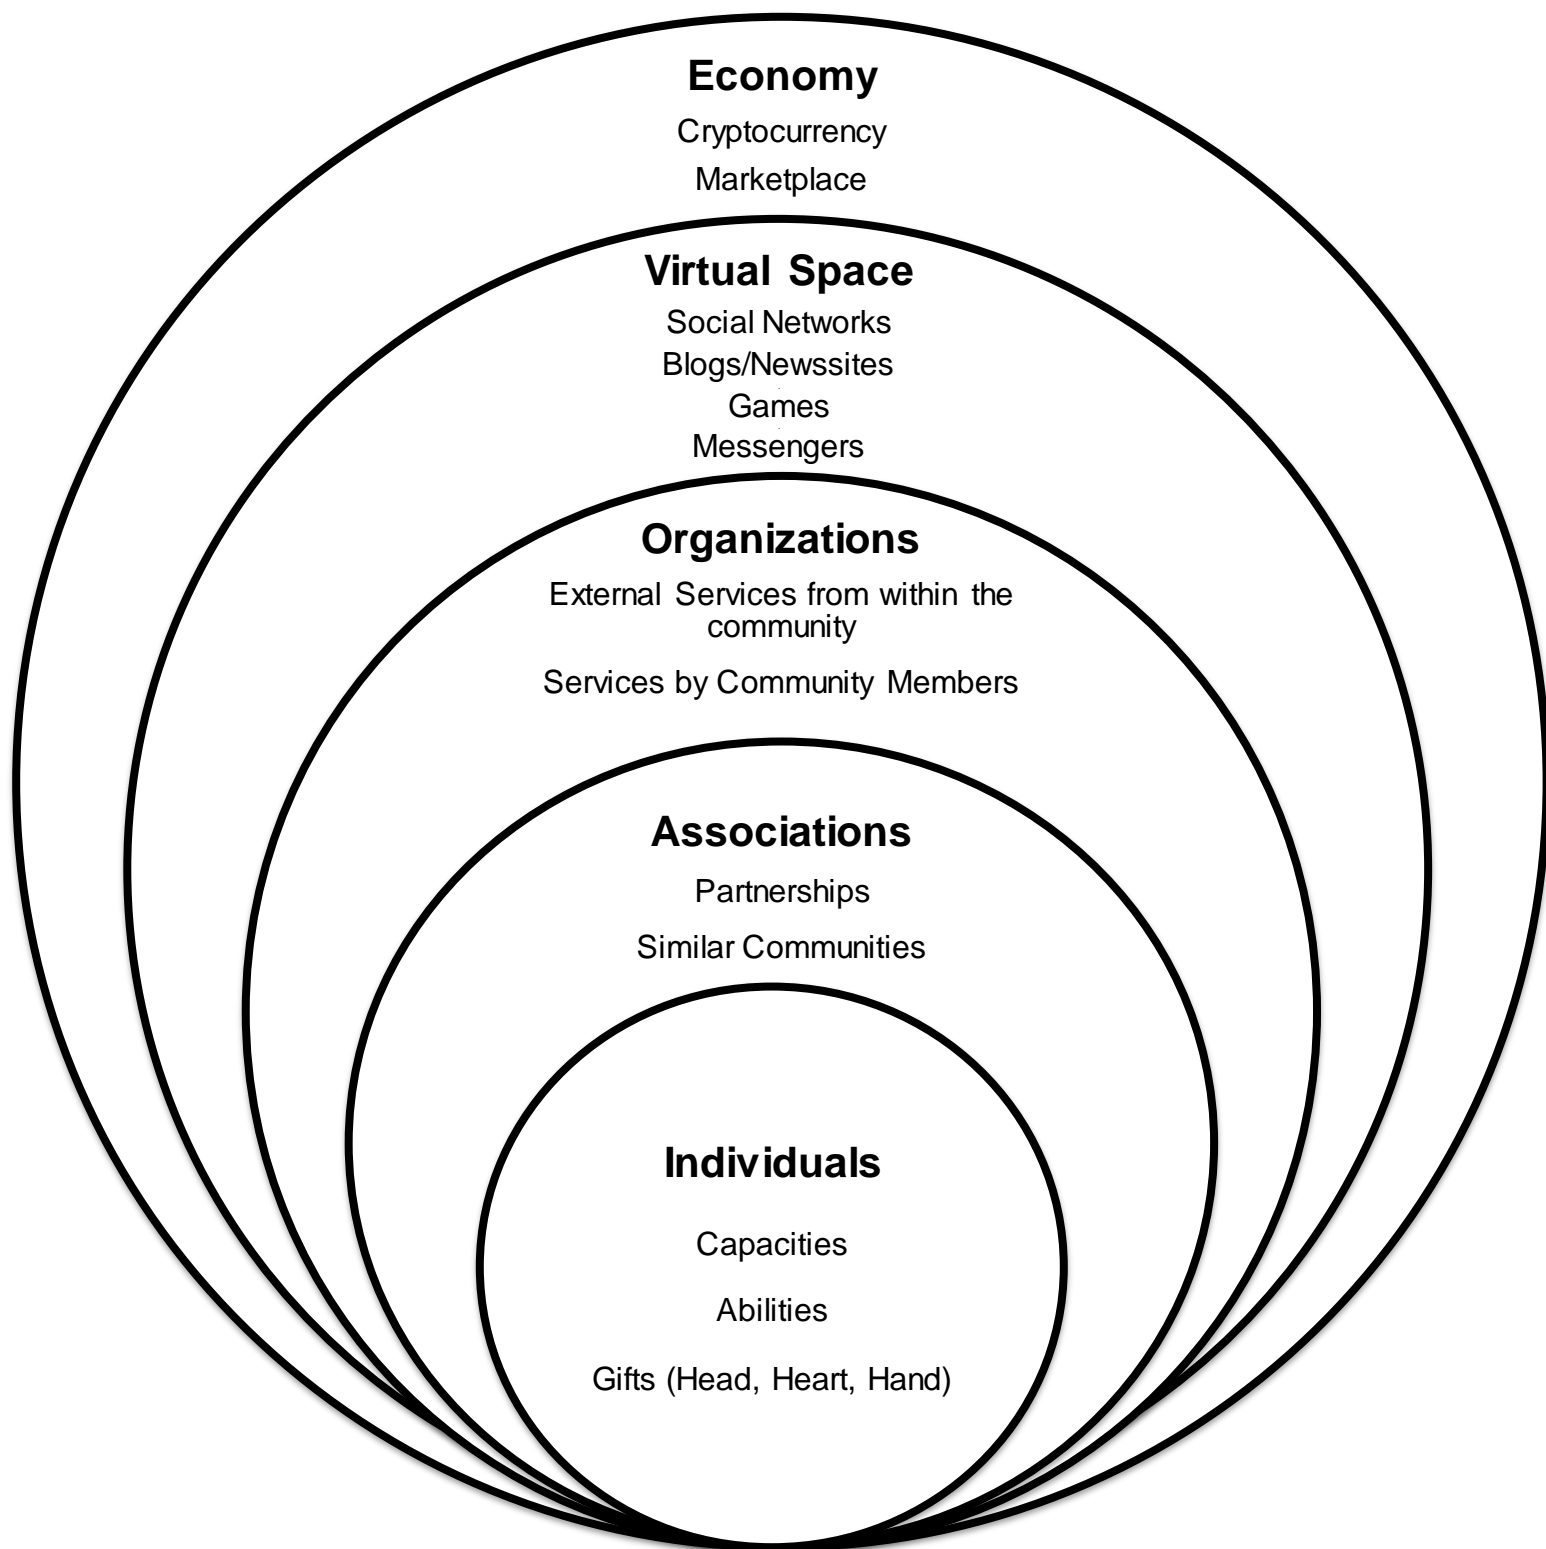 Economy
Cryptocurrency
Marketplace
Virtual Space
Social Networks
Blogs/Newssites
Games
Messengers
Organizations
External Services from within the
community
Services by Community Members
Associations
Partnerships
Similar Communities
Individuals
Capacities
Abilities
Gifts (Head, Heart, Hand)